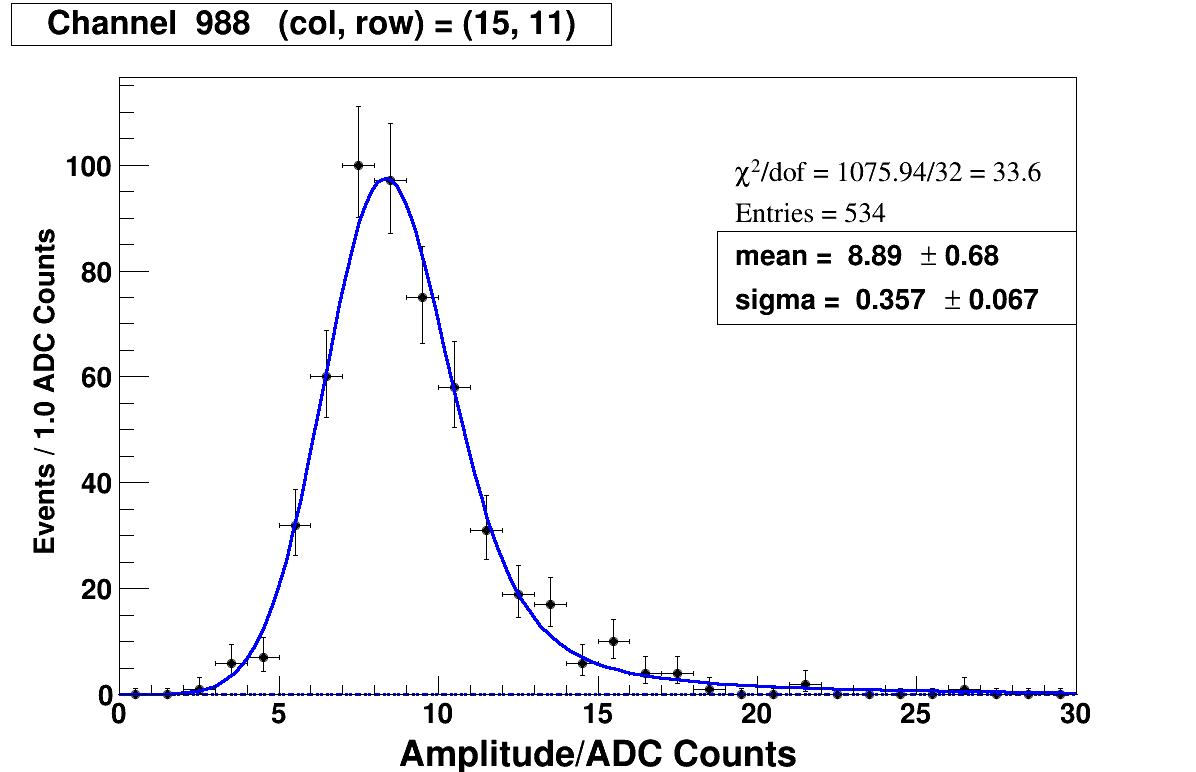 Channel 988 (col, row) = (15, 11)
χ²/dof = 1075.94/32 = 33.6
Entries = 534
mean = 8.89 ± 0.68
sigma = 0.357 ± 0.067
Events / 1.0 ADC Counts
100
80
60
40
20
0
0 5 10 15 20 25 30
Amplitude/ADC Counts